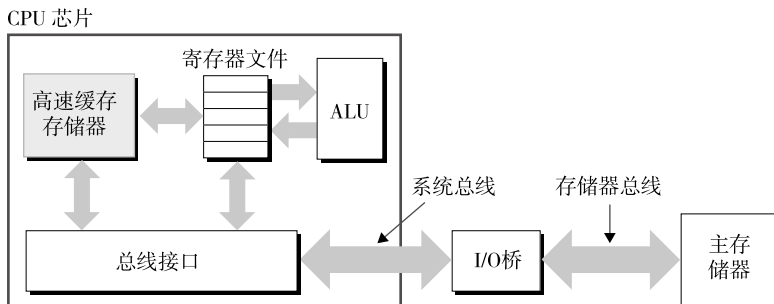 CPU 芯片
寄存器文件
高速缓存
存储器
ALU
系统总线
存储器总线
总线接口
I/O桥
主存
储器